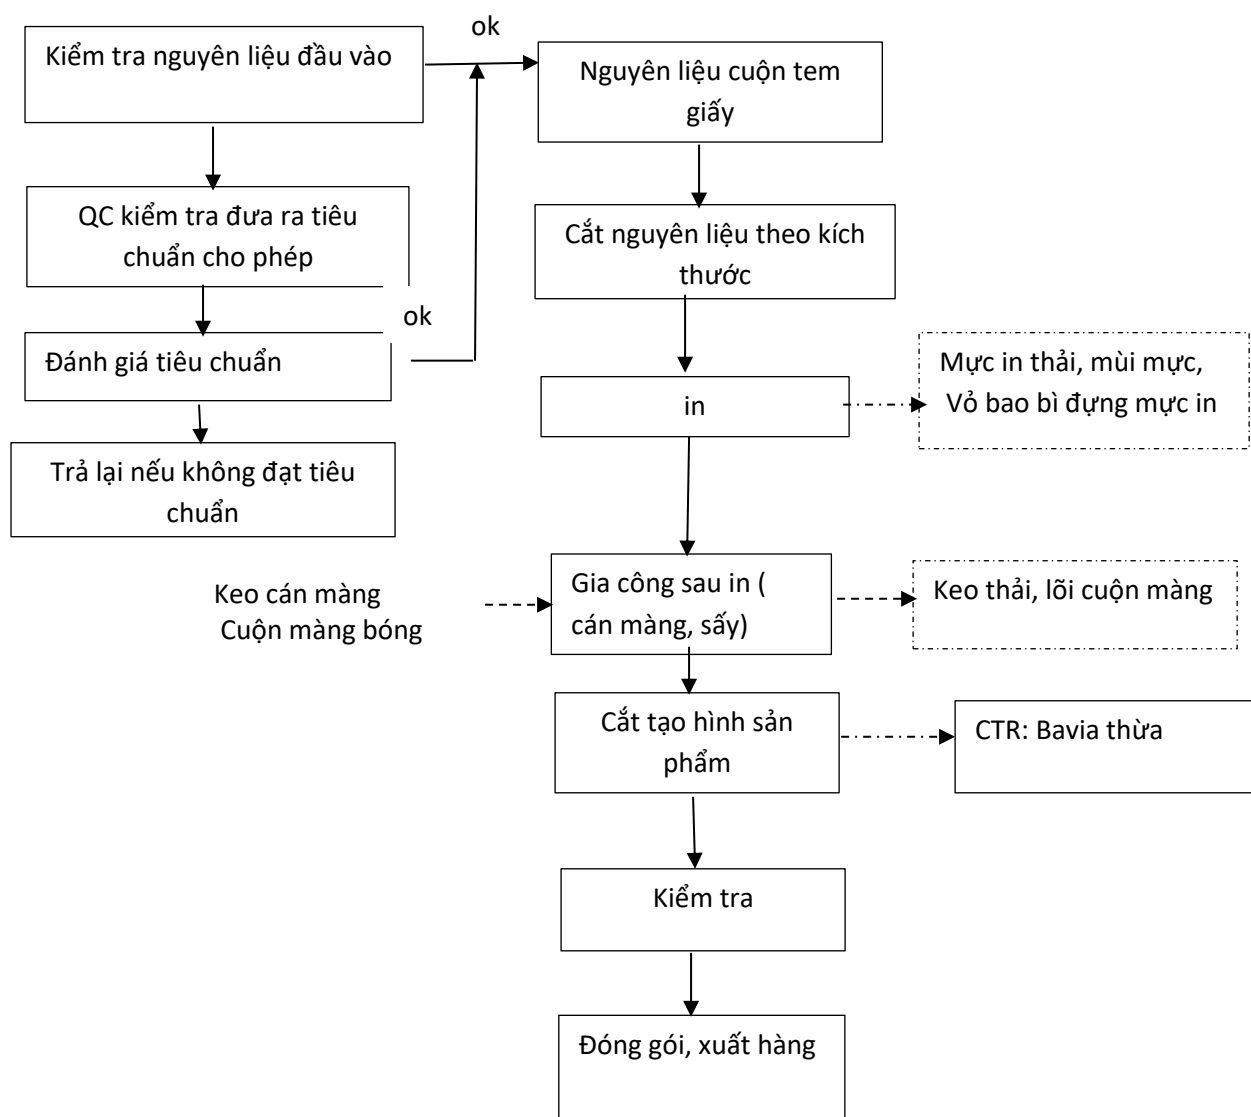 ok
Kiểm tra nguyên liệu đầu vào
Nguyên liệu cuộn tem
giấy
QC kiểm tra đưa ra tiêu
chuẩn cho phép
Cắt nguyên liệu theo kích
thước
ok
Đánh giá tiêu chuẩn
in
Mực in thải, mùi mực,
Vỏ bao bì đựng mực in
Trả lại nếu không đạt tiêu
chuẩn
Keo cán màng
Cuộn màng bóng
Gia công sau in (
cán màng, sấy)
Keo thải, lõi cuộn màng
Cắt tạo hình sản
phẩm
CTR: Bavia thừa
Kiểm tra
Đóng gói, xuất hàng